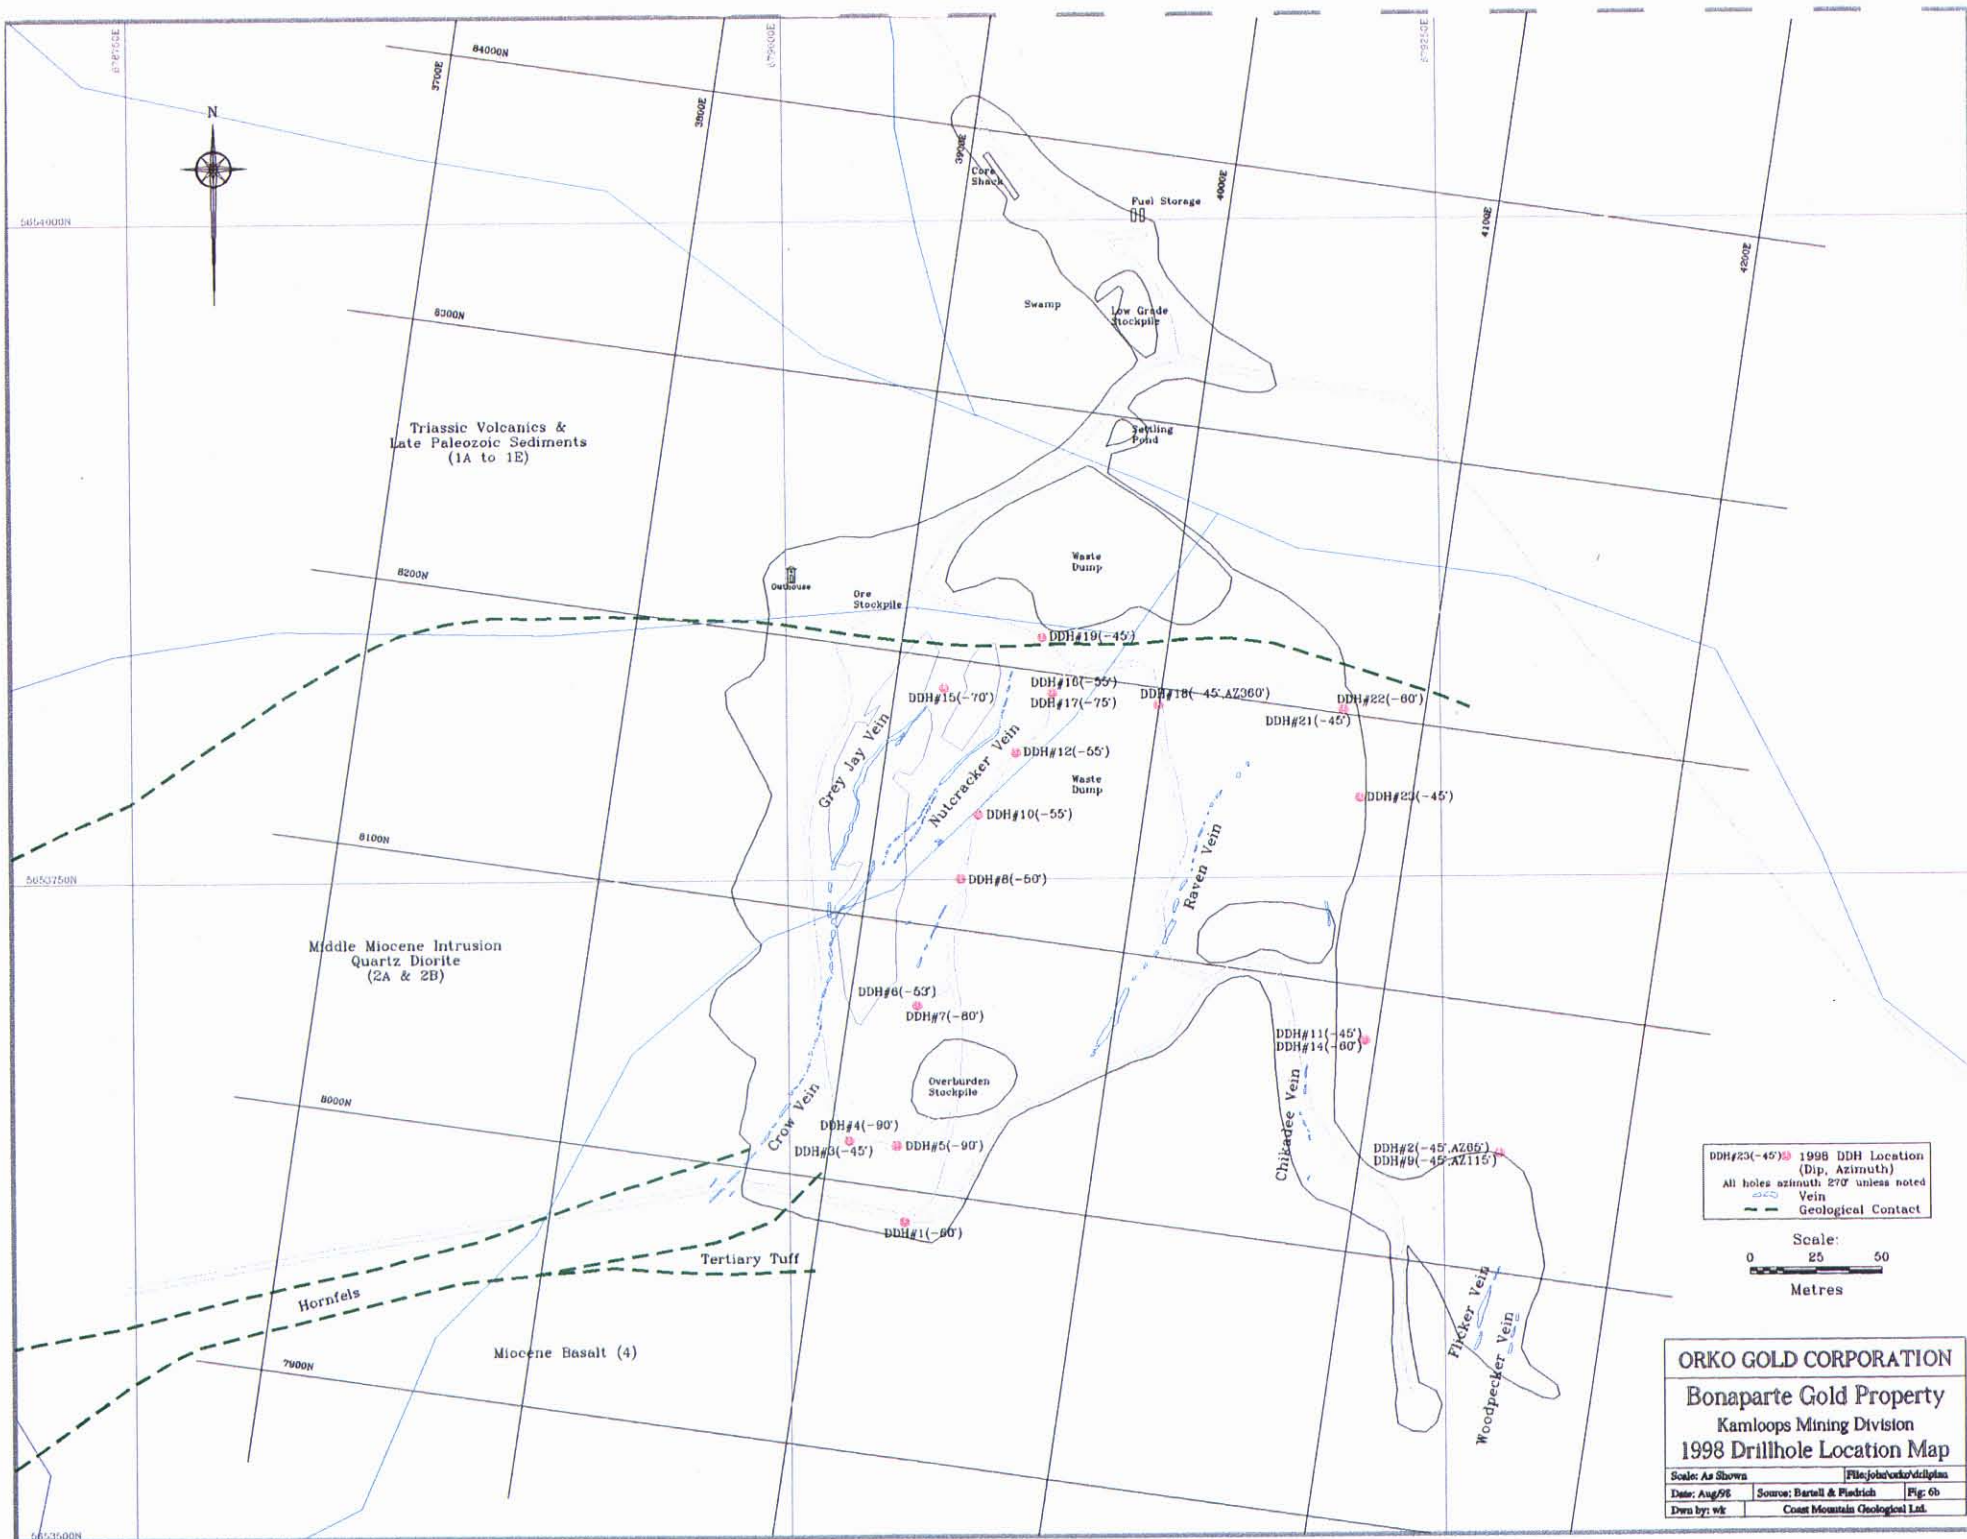 678750E
679000E
679250E
84000N
3700E
3800E
3900E
4000E
4100E
4200E
N
5654000N
Core
Shack
Fuel Storage
Swamp
Low Grade
Stockpile
8300N
Triassic Volcanics &
Late Paleozoic Sediments
(1A to 1E)
Settling
Pond
Waste
Dump
8200N
Outhouse
Ore
Stockpile
DDH#19(-45°)
DDH#15(-70°)
DDH#16(-55°)
DDH#17(-75°)
DDH#18(-45°,AZ360°)
DDH#22(-60°)
DDH#21(-45°)
Grey Jay Vein
Nutcracker Vein
DDH#12(-55°)
Waste
Dump
DDH#23(-45°)
DDH#10(-55°)
8100N
Raven Vein
5653750N
DDH#8(-50°)
Middle Miocene Intrusion
Quartz Diorite
(2A & 2B)
DDH#6(-53°)
DDH#7(-80°)
DDH#11(-45°)
DDH#14(-60°)
Overburden
Stockpile
8000N
Crow Vein
Chikadee Vein
DDH#4(-90°)
DDH#3(-45°)
DDH#5(-90°)
DDH#2(-45°,AZ65°)
DDH#9(-45°,AZ115°)
DDH#1(-60°)
Tertiary Tuff
Hornfels
Flicker Vein
Woodpecker Vein
Miocene Basalt (4)
7900N
5653500N
DDH#23(-45°) 1998 DDH Location
(Dip, Azimuth)
All holes azimuth 270° unless noted
Vein
Geological Contact
Scale:
0 25 50
Metres
ORKO GOLD CORPORATION
Bonaparte Gold Property
Kamloops Mining Division
1998 Drillhole Location Map
Scale: As Shown
Date: Aug/98 Source: Bartell & Fledrich Fig: 6b
Dwn by: wk Coast Mountain Geological Ltd.